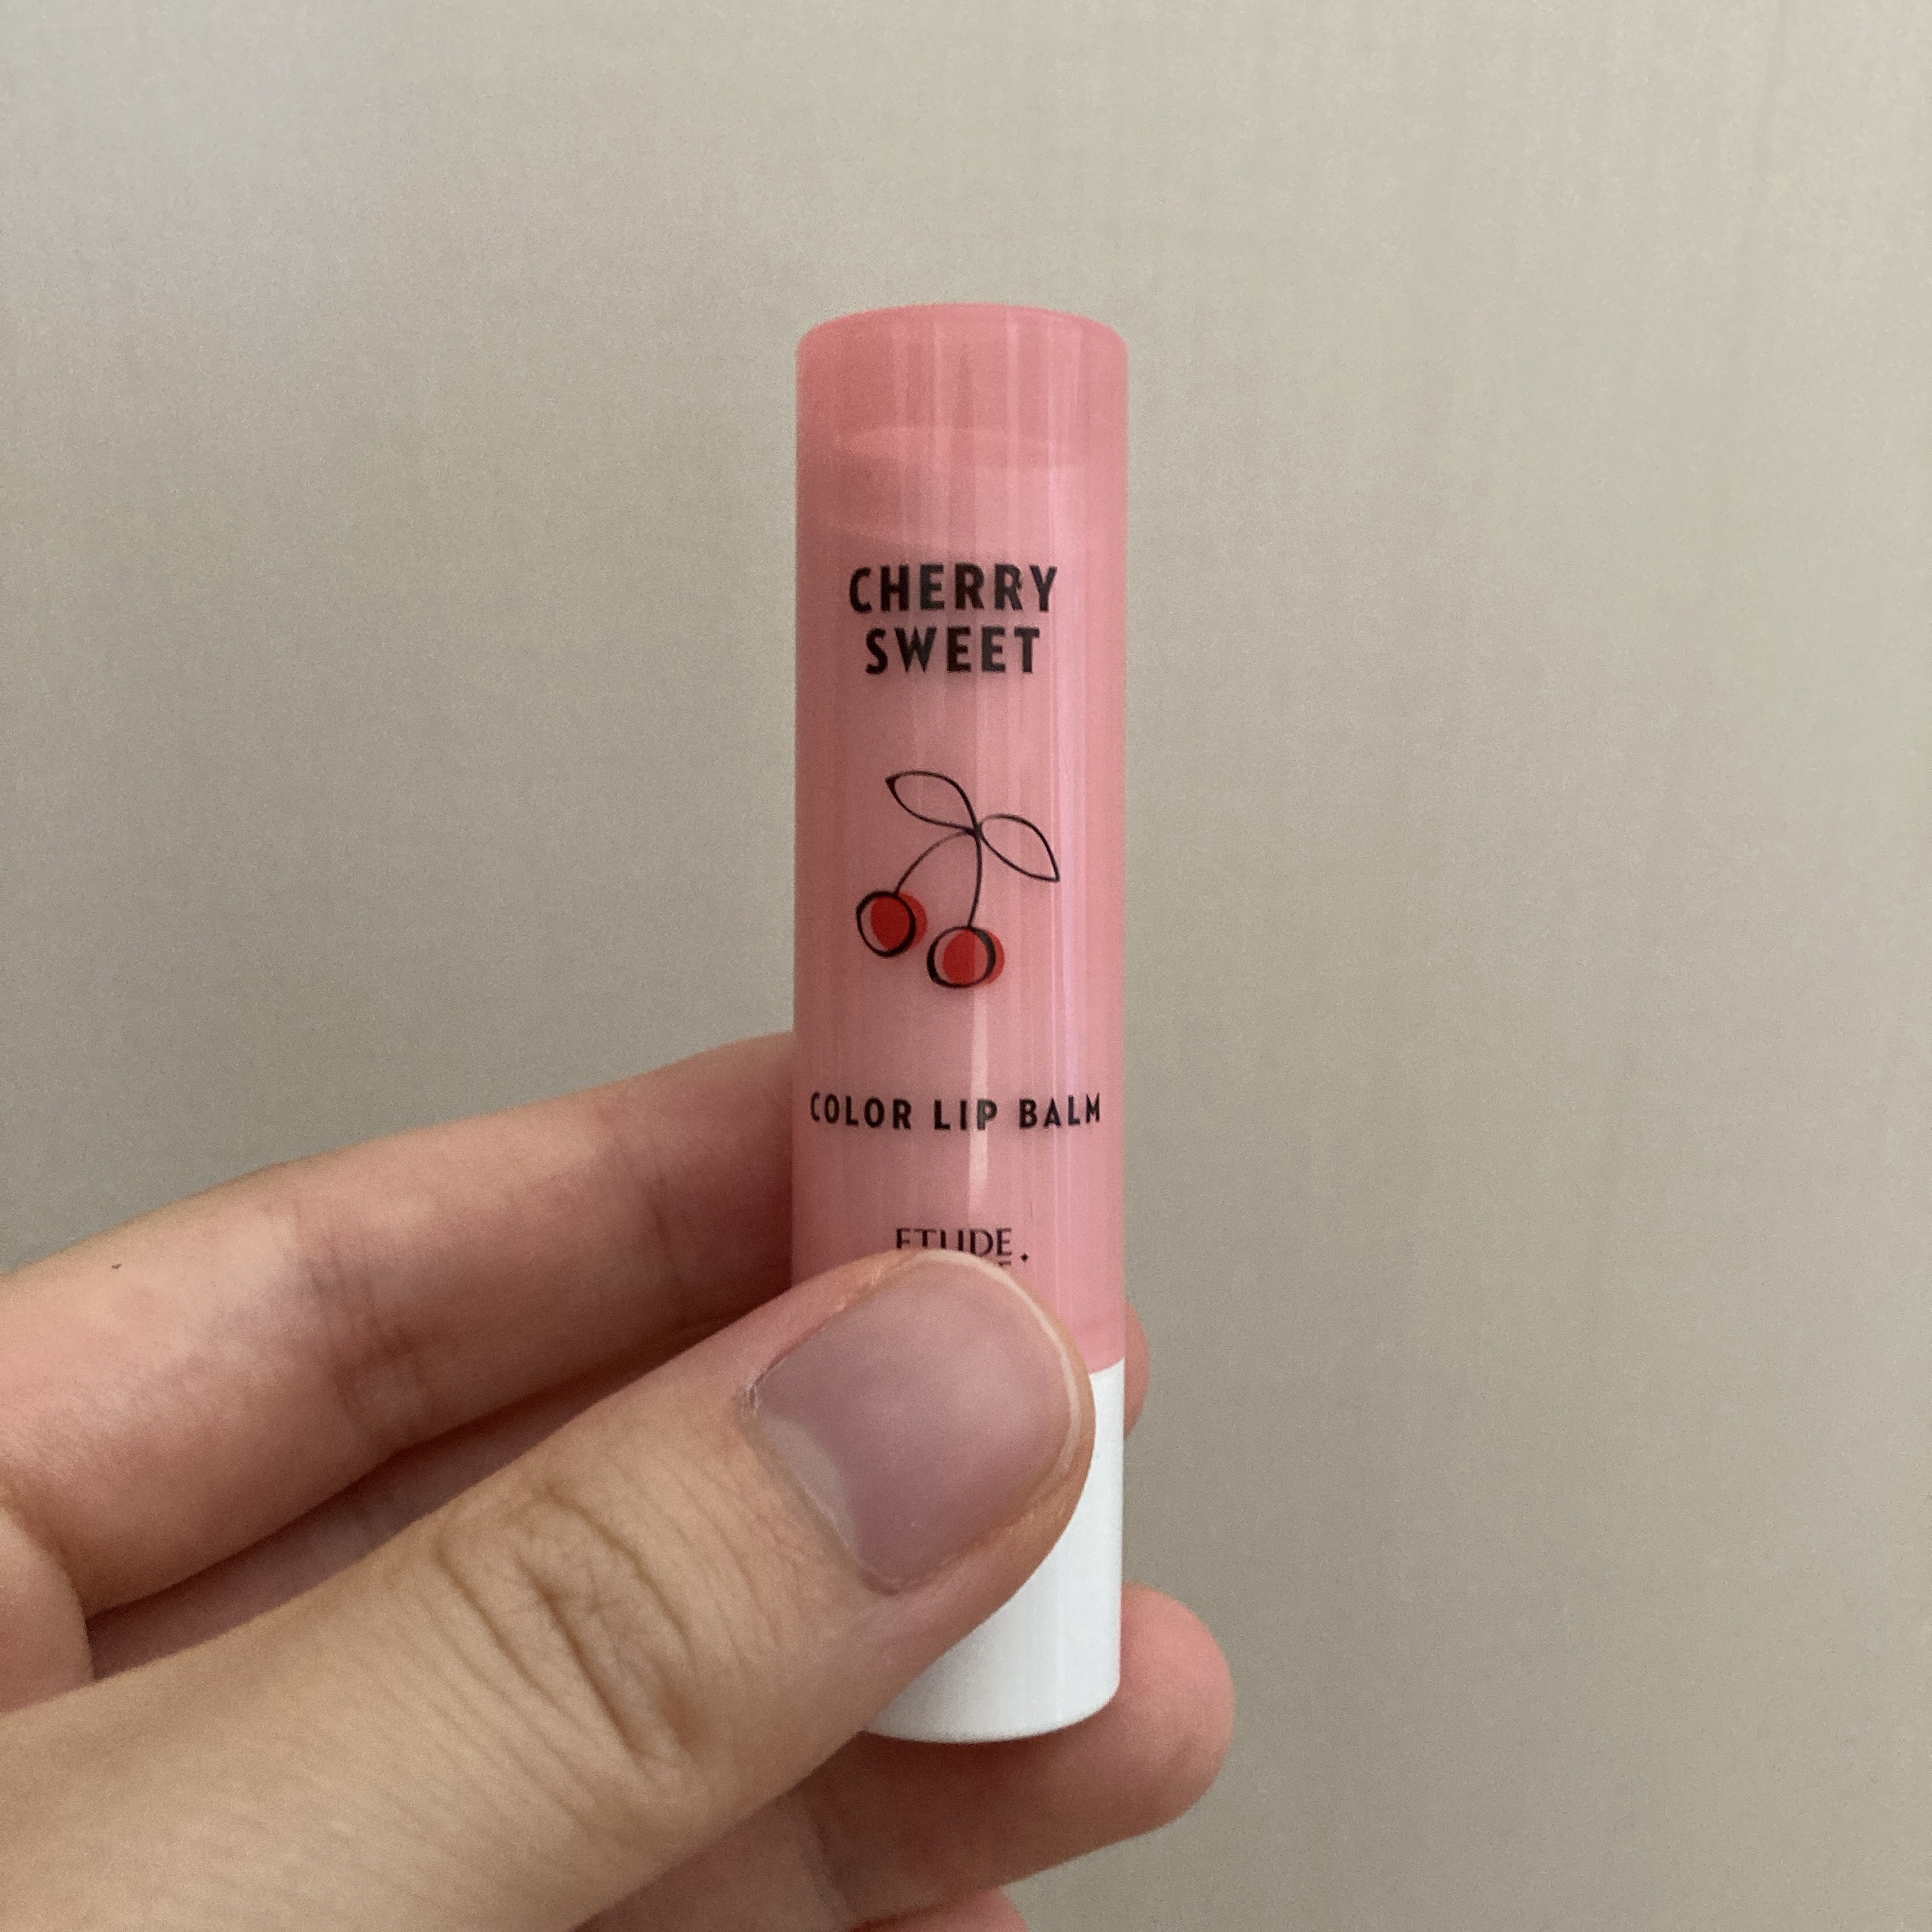 CHERRY
SWEET
COLOR LIP BALM
ETUDE